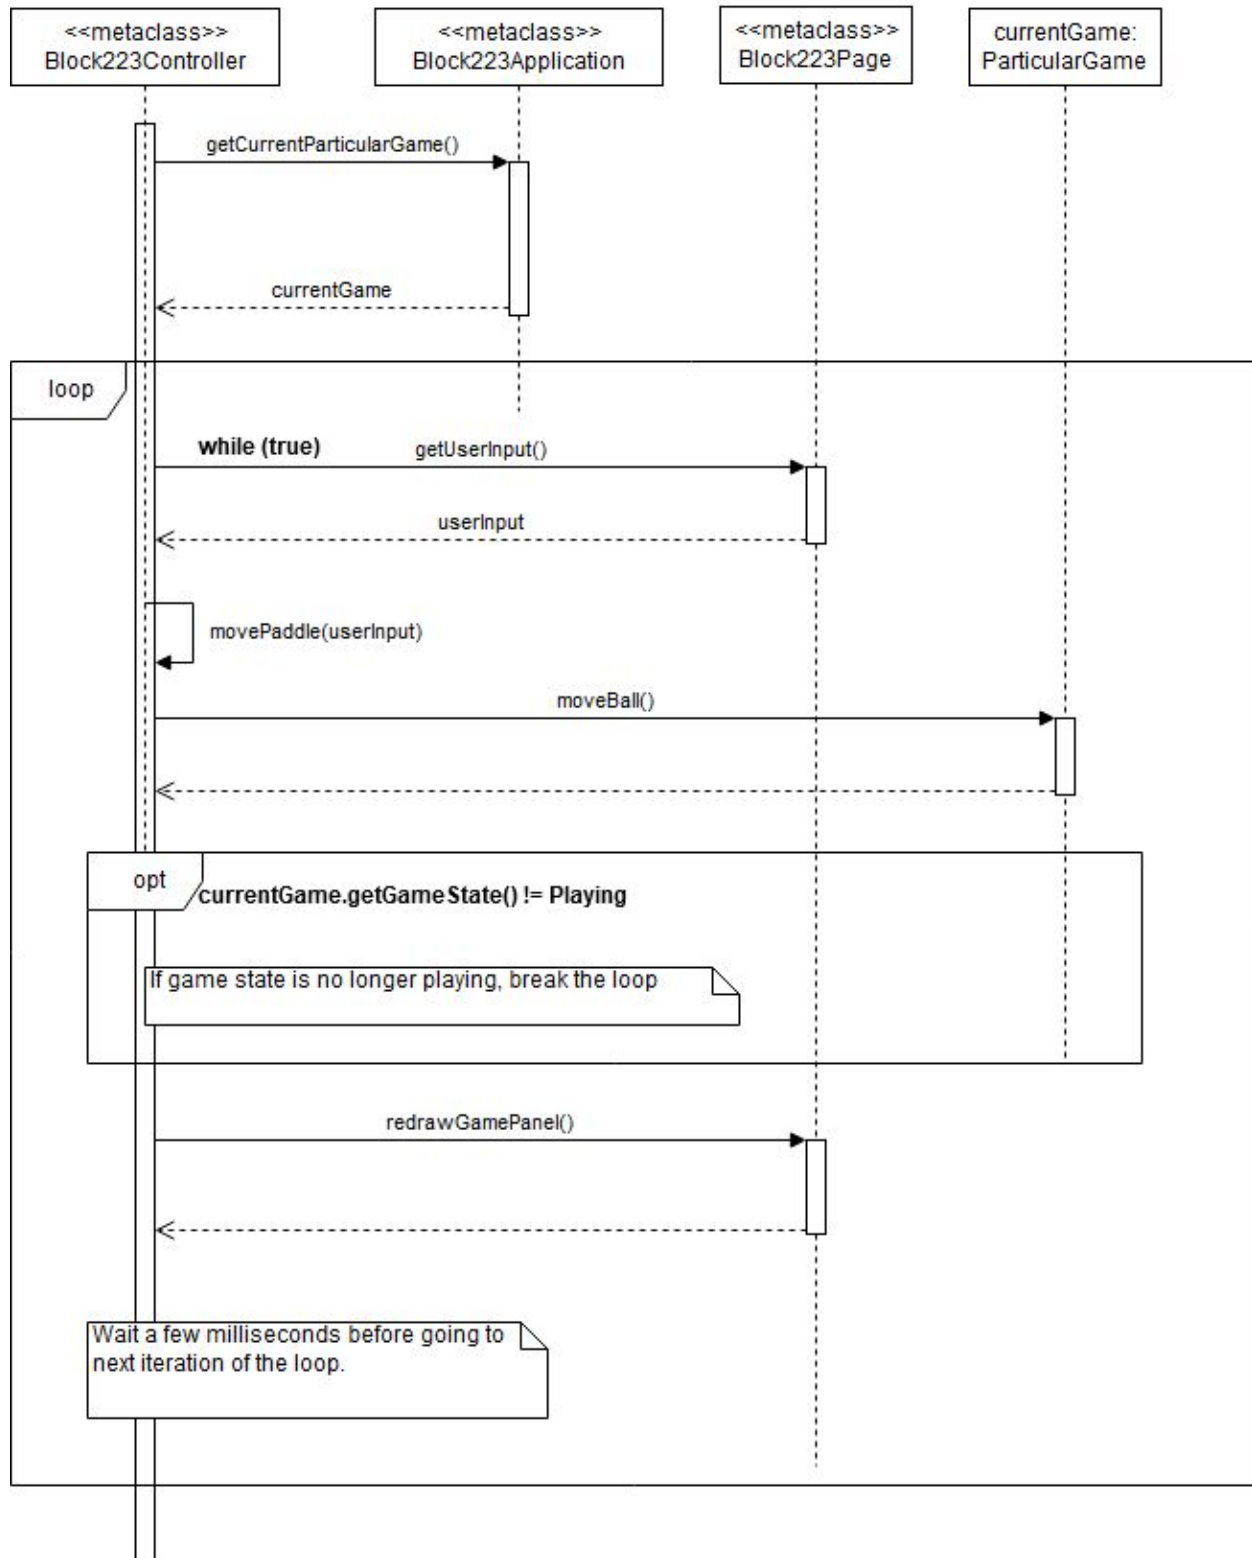 <<metaclass>>
Block223Controller
<<metaclass>>
Block223Application
<<metaclass>>
Block223Page
currentGame:
ParticularGame
getCurrentParticularGame()
currentGame
loop
while (true)
getUserInput()
userInput
movePaddle(userInput)
moveBall()
opt
currentGame.getGameState() != Playing
If game state is no longer playing, break the loop
redrawGamePanel()
Wait a few milliseconds before going to
next iteration of the loop.